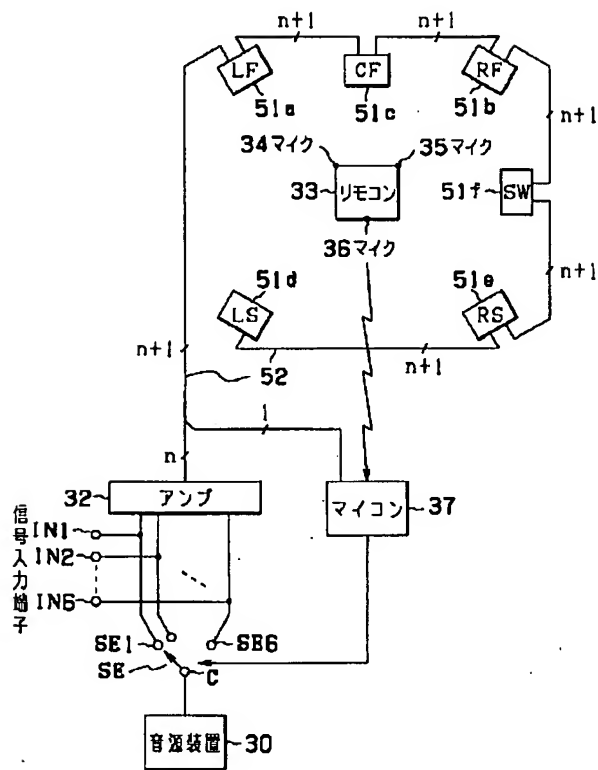 n+1
n+1
LF
CF
RF
51a
51c
51b
n+1
34マイク
35マイク
33
リモコン
51f
SW
36マイク
51d
51e
n+1
LS
RS
n+1
52
n+1
1
n
32
アンプ
マイコン
37
信号入力端子
IN1
IN2
IN6
SE1
SE6
SE
C
音源装置
30